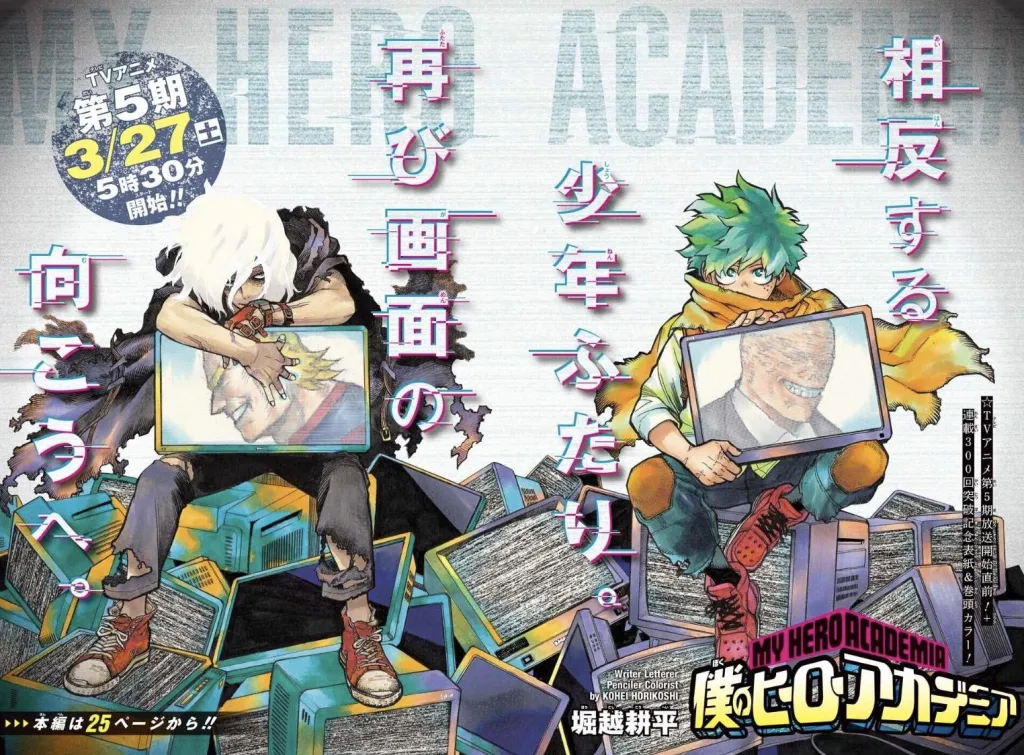 MY HERO ACADEMIA
TVアニメ
第5期
3/27土
5時30分
開始!!
相反する
少年ふたり。
再び画面の
向こうへ。
☆TVアニメ第5期放送開始直前!+
連載300回突破記念表紙&巻頭カラー!
MY HERO ACADEMIA
僕のヒーローアカデミア
Writer Letterer
Penciler Colorist
by KOHEI HORIKOSHI
堀越耕平
本編は25ページから!!